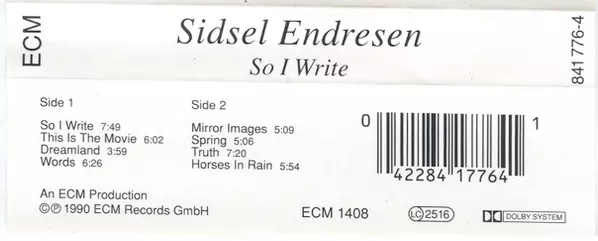 ECM
Sidsel Endresen
So I Write
841 776-4
Side 1
So I Write 7:49
This Is The Movie 6:02
Dreamland 3:59
Words 6:26
Side 2
Mirror Images 5:09
Spring 5:06
Truth 7:20
Horses In Rain 5:54
0 42284 17764 1
An ECM Production
©℗ 1990 ECM Records GmbH
ECM 1408
LC 2516
DOLBY SYSTEM